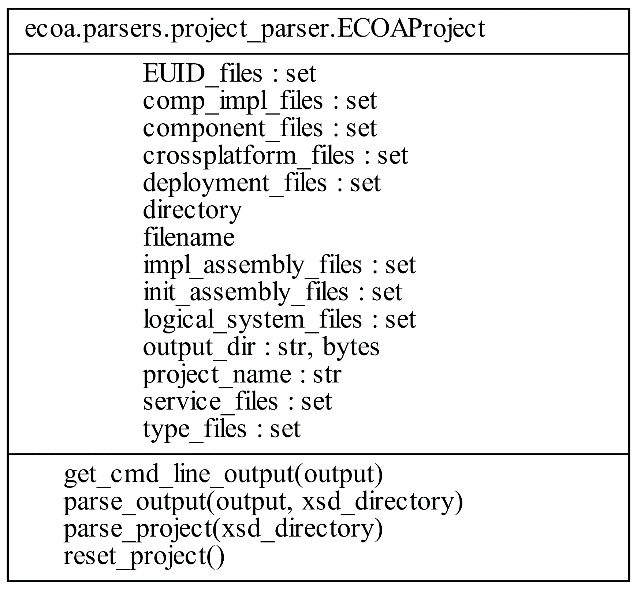 ecoa.parsers.project_parser.ECOAProject
EUID_files : set
comp_impl_files : set
component_files : set
crossplatform_files : set
deployment_files : set
directory
filename
impl_assembly_files : set
init_assembly_files : set
logical_system_files : set
output_dir : str, bytes
project_name : str
service_files : set
type_files : set
get_cmd_line_output(output)
parse_output(output, xsd_directory)
parse_project(xsd_directory)
reset_project()